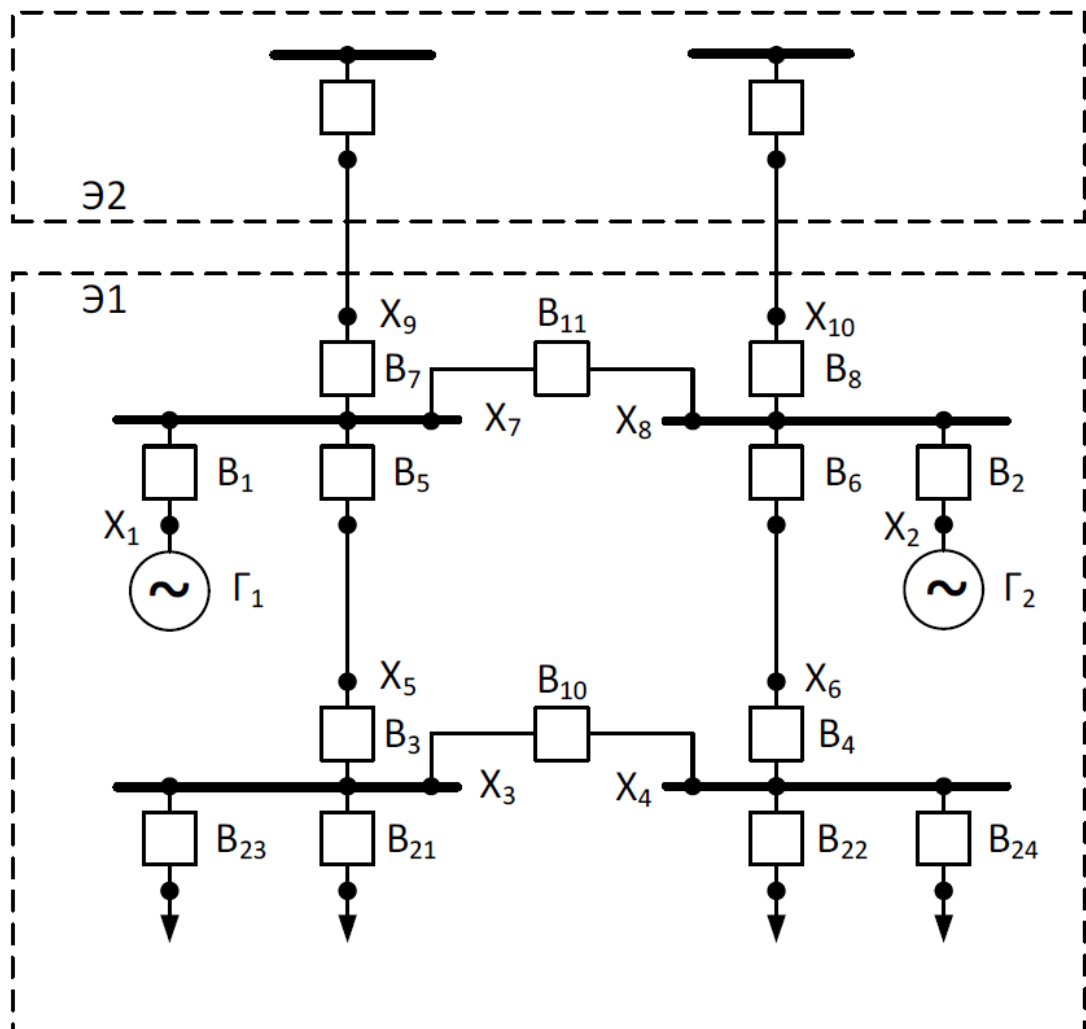 Э2
Э1
X₉
B₁₁
X₁₀
B₇
B₈
X₇
X₈
B₁
B₅
B₆
B₂
X₁
X₂
Г₁
Г₂
X₅
B₁₀
X₆
B₃
B₄
X₃
X₄
B₂₃
B₂₁
B₂₂
B₂₄